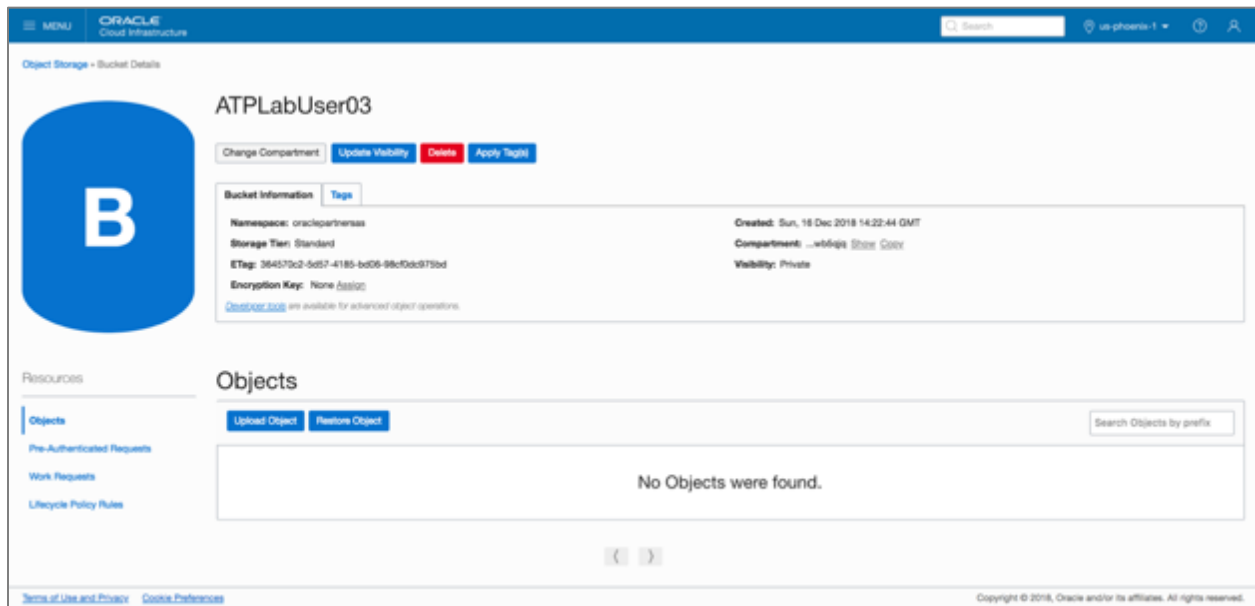 MENU ORACLE Cloud Infrastructure Search us-phoenix-1
Object Storage » Bucket Details
B
ATPLabUser03
Change Compartment Update Visibility Delete Apply Tag(s)
Bucket Information Tags
Namespace: oraclepartnersas Created: Sun, 16 Dec 2018 14:22:44 GMT
Storage Tier: Standard Compartment: ...wb5qjq Show Copy
ETag: 364570c2-5d57-4185-bd06-98cf0dc975bd Visibility: Private
Encryption Key: None Assign
Developer tools are available for advanced object operations.
Resources
Objects
Pre-Authenticated Requests
Work Requests
Lifecycle Policy Rules
Objects
Upload Object Restore Object Search Objects by prefix
No Objects were found.
Terms of Use and Privacy Cookie Preferences Copyright © 2018, Oracle and/or its affiliates. All rights reserved.